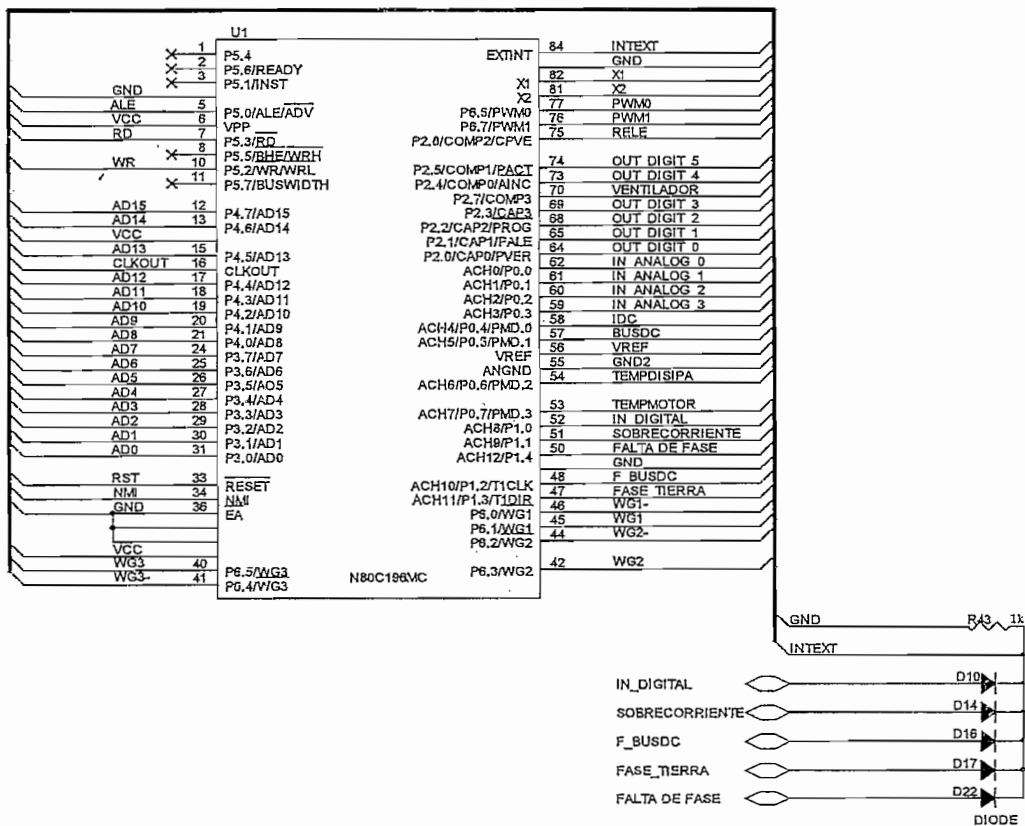 U1
1 P5.4
2 P5.6/READY
3 P5.1/INST
GND
ALE 5 P5.0/ALE/ADV
VCC 6 VPP
RD 7 P5.3/RD
8 P5.5/BHE/WRH
WR 10 P5.2/WR/WRL
11 P5.7/BUSWIDTH
AD15 12 P4.7/AD15
AD14 13 P4.6/AD14
VCC
AD13 15 P4.5/AD13
CLKOUT 16 CLKOUT
AD12 17 P4.4/AD12
AD11 18 P4.3/AD11
AD10 19 P4.2/AD10
AD9 20 P4.1/AD9
AD8 21 P4.0/AD8
AD7 24 P3.7/AD7
AD6 25 P3.6/AD6
AD5 26 P3.5/AD5
AD4 27 P3.4/AD4
AD3 28 P3.3/AD3
AD2 29 P3.2/AD2
AD1 30 P3.1/AD1
AD0 31 P3.0/AD0
RST 33 RESET
NMI 34 NMI
GND 36 EA
VCC
WG3 40 P6.5/WG3
WG3- 41 P6.4/WG3
N80C196MC
EXTINT 84 INTEXT
GND
X1 82 X1
X2 81 X2
P6.5/PWM0 77 PWM0
P6.7/PWM1 76 PWM1
P2.6/COMP2/CPVE 75 RELE
P2.5/COMP1/PACT 74 OUT DIGIT 5
P2.4/COMP0/AINC 73 OUT DIGIT 4
P2.7/COMP3 70 VENTILADOR
P2.3/CAP3 69 OUT DIGIT 3
P2.2/CAP2/PROG 68 OUT DIGIT 2
P2.1/CAP1/PALE 65 OUT DIGIT 1
P2.0/CAP0/PVER 64 OUT DIGIT 0
ACH0/P0.0 62 IN ANALOG 0
ACH1/P0.1 61 IN ANALOG 1
ACH2/P0.2 60 IN ANALOG 2
ACH3/P0.3 59 IN ANALOG 3
ACH4/P0.4/PMD.0 58 IDC
ACH5/P0.5/PMD.1 57 BUSDC
VREF 56 VREF
ANGND 55 GND2
ACH6/P0.6/PMD.2 54 TEMPDISIPA
ACH7/P0.7/PMD.3 53 TEMPMOTOR
ACH8/P1.0 52 IN DIGITAL
ACH9/P1.1 51 SOBRECORRIENTE
ACH12/P1.4 50 FALTA DE FASE
GND
ACH10/P1.2/T1CLK 48 F BUSDC
ACH11/P1.3/T1DIR 47 FASE TIERRA
P6.0/WG1 46 WG1-
P6.1/WG1 45 WG1
P6.2/WG2 44 WG2-
P6.3/WG2 42 WG2
GND R43 1k
INTEXT
IN_DIGITAL D10
SOBRECORRIENTE D14
F_BUSDC D16
FASE_TIERRA D17
FALTA DE FASE D22
DIODE